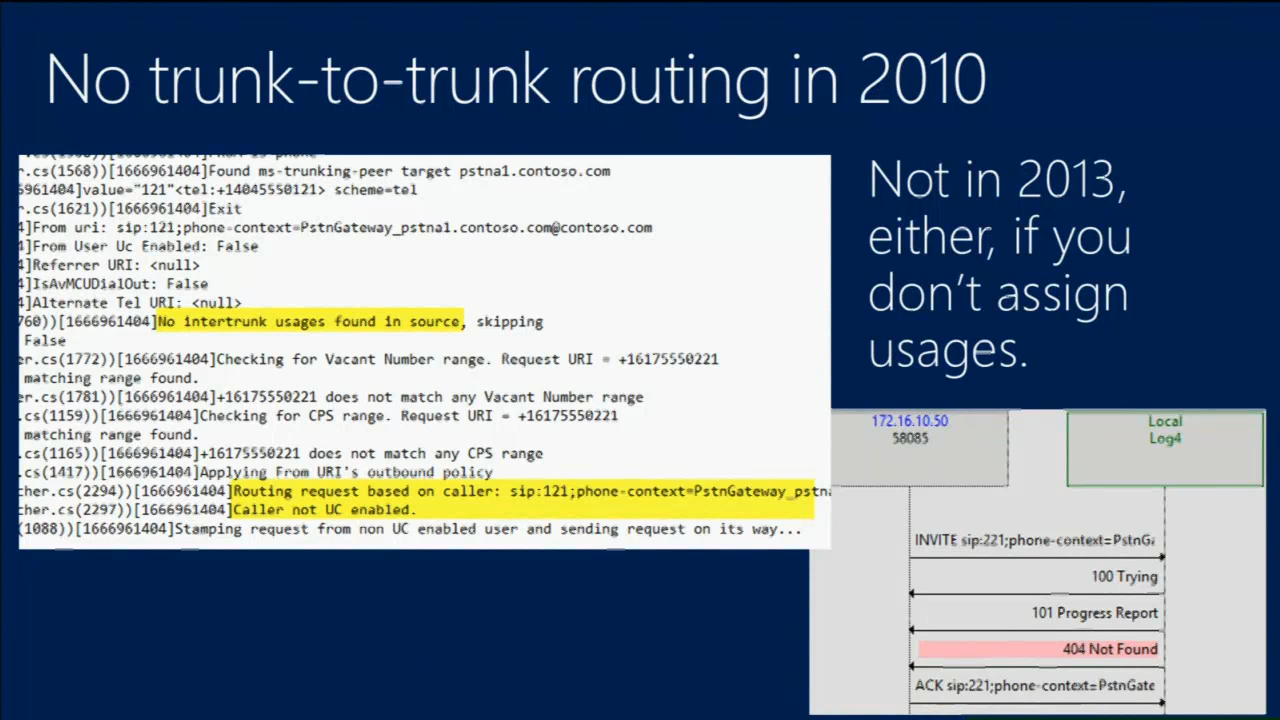 No trunk-to-trunk routing in 2010
r.cs(1568))[1666961404]Found ms-trunking-peer target pstna1.contoso.com
6961404]value="121"<tel:+14045550121> scheme=tel
r.cs(1621))[1666961404]Exit
4]From uri: sip:121;phone-context=PstnGateway_pstna1.contoso.com@contoso.com
4]From User Uc Enabled: False
4]Referrer URI: <null>
4]IsAvMCUDialOut: False
4]Alternate Tel URI: <null>
760))[1666961404]No intertrunk usages found in source, skipping
False
er.cs(1772))[1666961404]Checking for Vacant Number range. Request URI = +16175550221
matching range found.
er.cs(1781))[1666961404]+16175550221 does not match any Vacant Number range
.cs(1159))[1666961404]Checking for CPS range. Request URI = +16175550221
matching range found.
.cs(1165))[1666961404]+16175550221 does not match any CPS range
.cs(1417))[1666961404]Applying From URI's outbound policy
cher.cs(2294))[1666961404]Routing request based on caller: sip:121;phone-context=PstnGateway_pstna
cher.cs(2297))[1666961404]Caller not UC enabled.
(1088))[1666961404]Stamping request from non UC enabled user and sending request on its way...
Not in 2013,
either, if you
don't assign
usages.
172.16.10.50
58085
Local
Log4
INVITE sip:221;phone-context=PstnGa
100 Trying
101 Progress Report
404 Not Found
ACK sip:221;phone-context=PstnGate